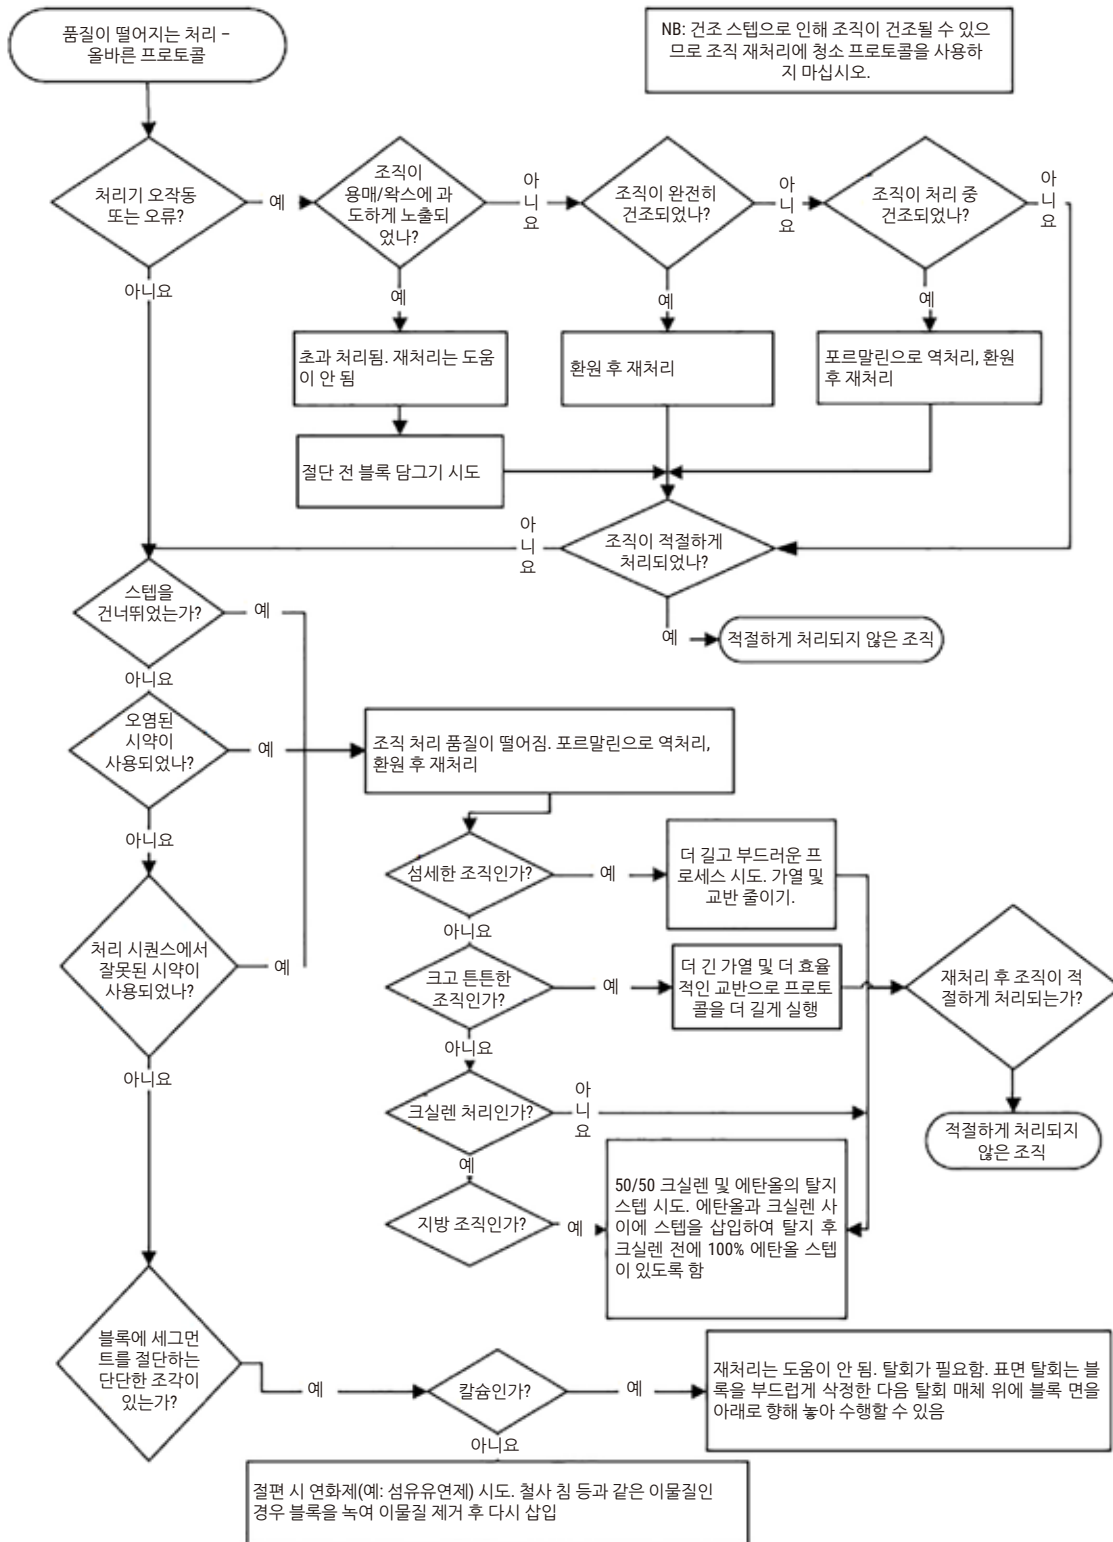 품질이 떨어지는 처리 –
올바른 프로토콜
NB: 건조 스텝으로 인해 조직이 건조될 수 있으
므로 조직 재처리에 청소 프로토콜을 사용하
지 마십시오.
처리기 오작동
또는 오류?
예
조직이
용매/왁스에 과
도하게 노출되
었나?
아
니
요
조직이 완전히
건조되었나?
아
니
요
조직이 처리 중
건조되었나?
아
니
요
아니요
예
예
예
초과 처리됨. 재처리는 도움
이 안 됨
환원 후 재처리
포르말린으로 역처리, 환원
후 재처리
절단 전 블록 담그기 시도
아
니
요
조직이 적절하게
처리되었나?
예
적절하게 처리되지 않은 조직
스텝을
건너뛰었는가?
예
아니요
오염된
시약이
사용되었나?
예
조직 처리 품질이 떨어짐. 포르말린으로 역처리,
환원 후 재처리
아니요
처리 시퀀스에서
잘못된 시약이
사용되었나?
예
아니요
섬세한 조직인가?
예
더 길고 부드러운 프
로세스 시도. 가열 및
교반 줄이기.
아니요
크고 튼튼한
조직인가?
예
더 긴 가열 및 더 효율
적인 교반으로 프로토
콜을 더 길게 실행
재처리 후 조직이 적
절하게 처리되는가?
아니요
크실렌 처리인가?
아
니
요
적절하게 처리되지
않은 조직
예
지방 조직인가?
예
50/50 크실렌 및 에탄올의 탈지
스텝 시도. 에탄올과 크실렌 사
이에 스텝을 삽입하여 탈지 후
크실렌 전에 100% 에탄올 스텝
이 있도록 함
블록에 세그먼
트를 절단하는
단단한 조각이
있는가?
예
칼슘인가?
예
재처리는 도움이 안 됨. 탈회가 필요함. 표면 탈회는 블
록을 부드럽게 삭정한 다음 탈회 매체 위에 블록 면을
아래로 향해 놓아 수행할 수 있음
아니요
절편 시 연화제(예: 섬유유연제) 시도. 철사 침 등과 같은 이물질인
경우 블록을 녹여 이물질 제거 후 다시 삽입